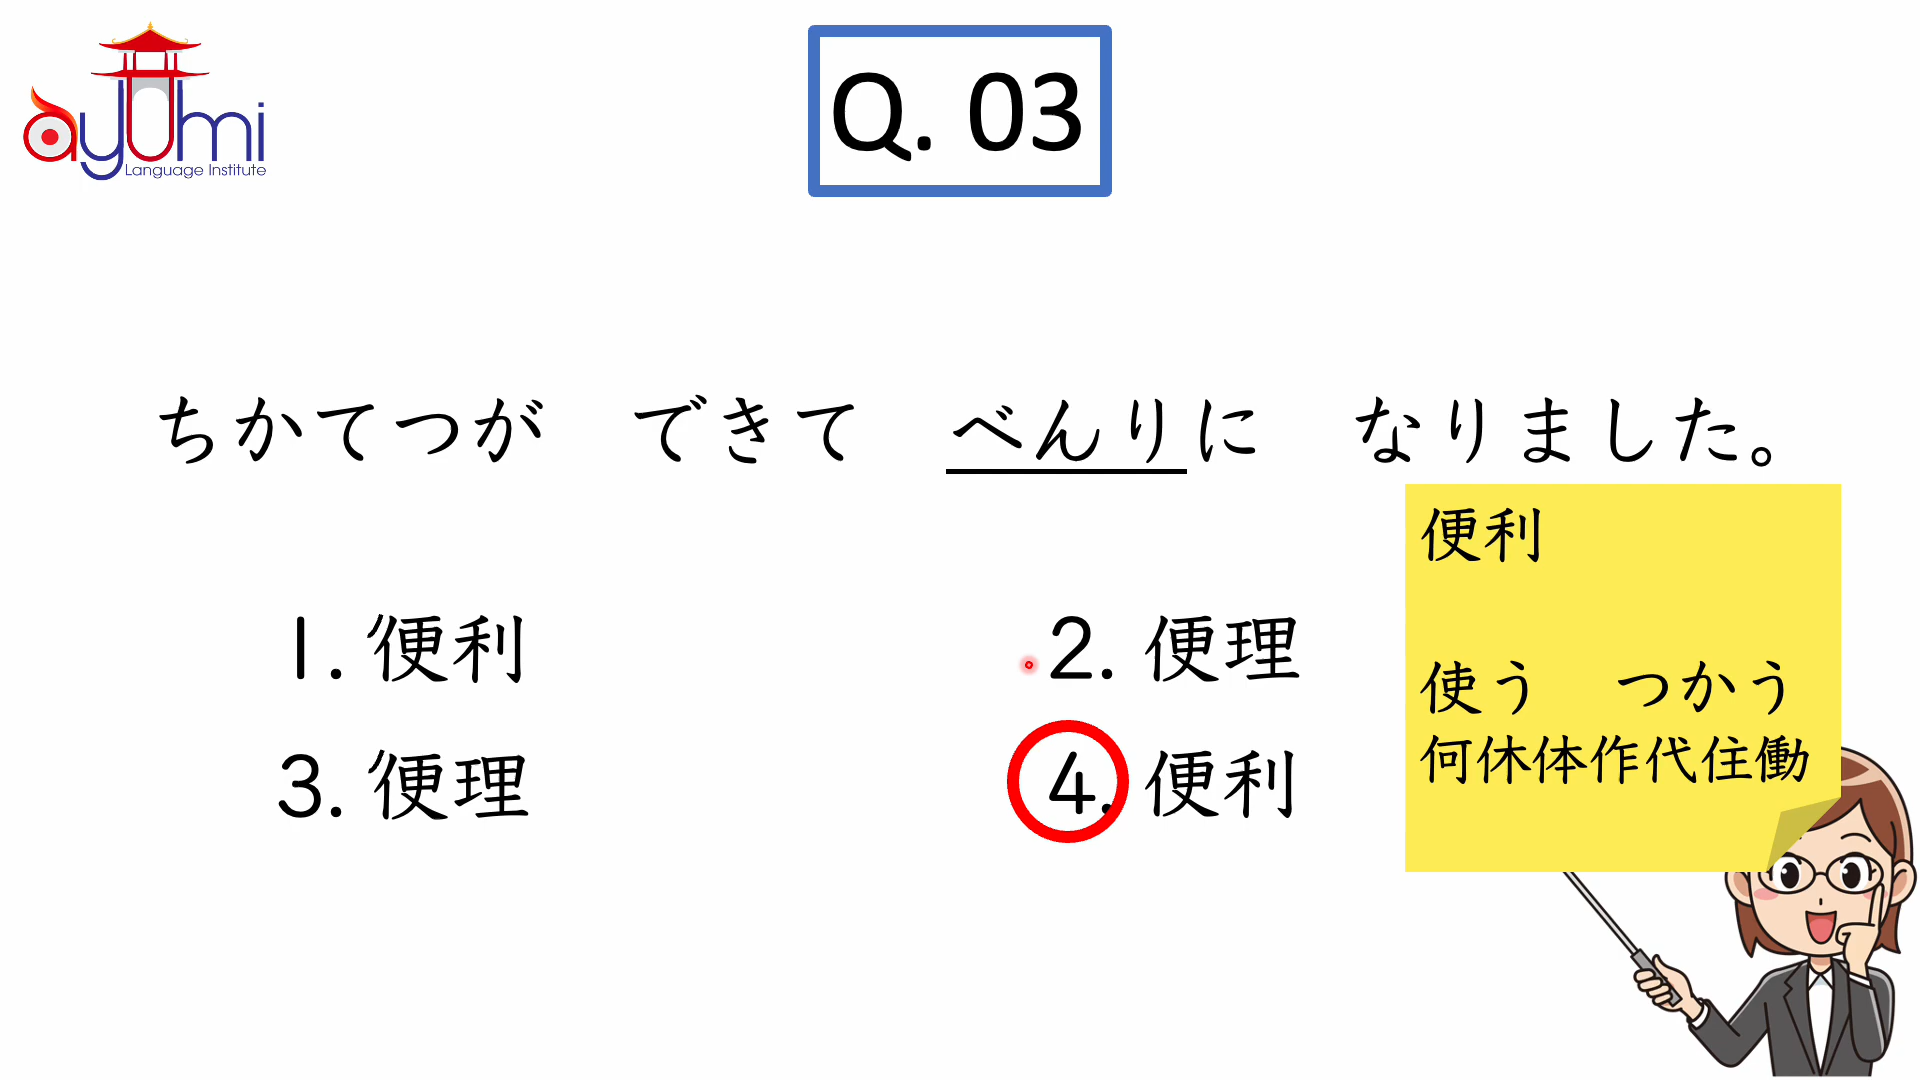 ayumi
Language Institute
Q. 03
ちかてつが　できて　べんりに　なりました。
1. 便利
2. 便理
3. 便理
4. 便利
便利
使う　つかう
何休体作代住働